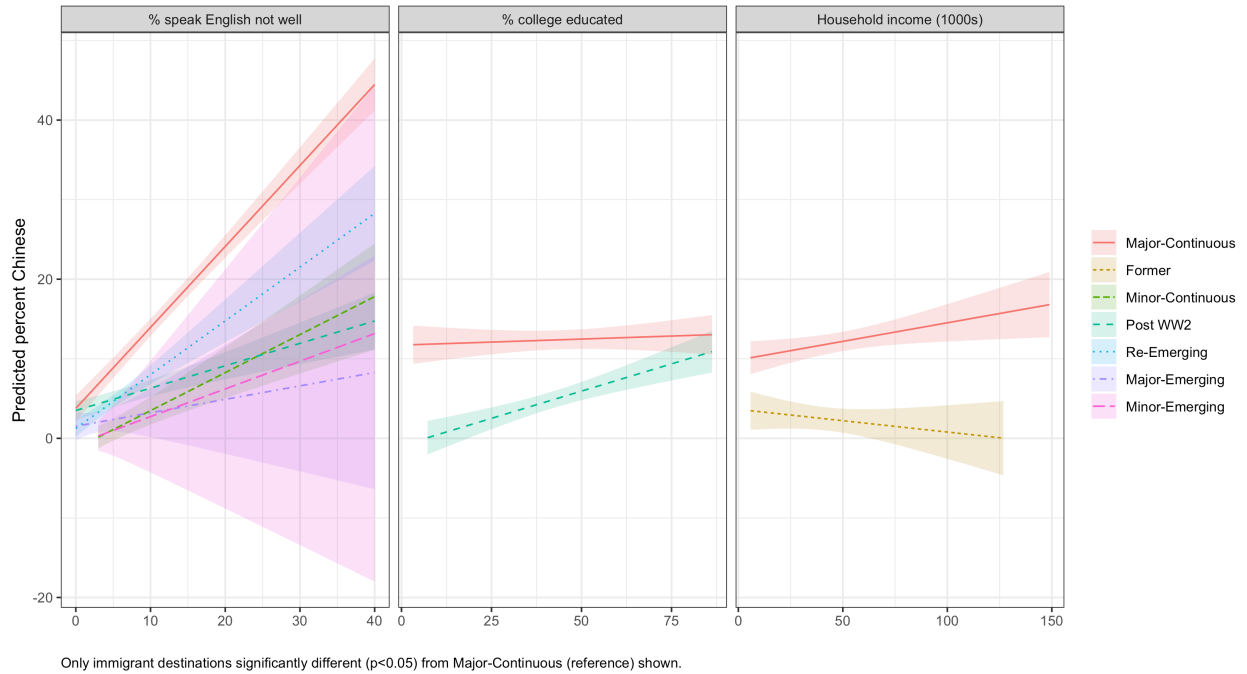 % speak English not well
% college educated
Household income (1000s)
Predicted percent Chinese
40
20
0
-20
0 10 20 30 40
0 25 50 75
0 50 100 150
Major-Continuous
Former
Minor-Continuous
Post WW2
Re-Emerging
Major-Emerging
Minor-Emerging
Only immigrant destinations significantly different (p<0.05) from Major-Continuous (reference) shown.